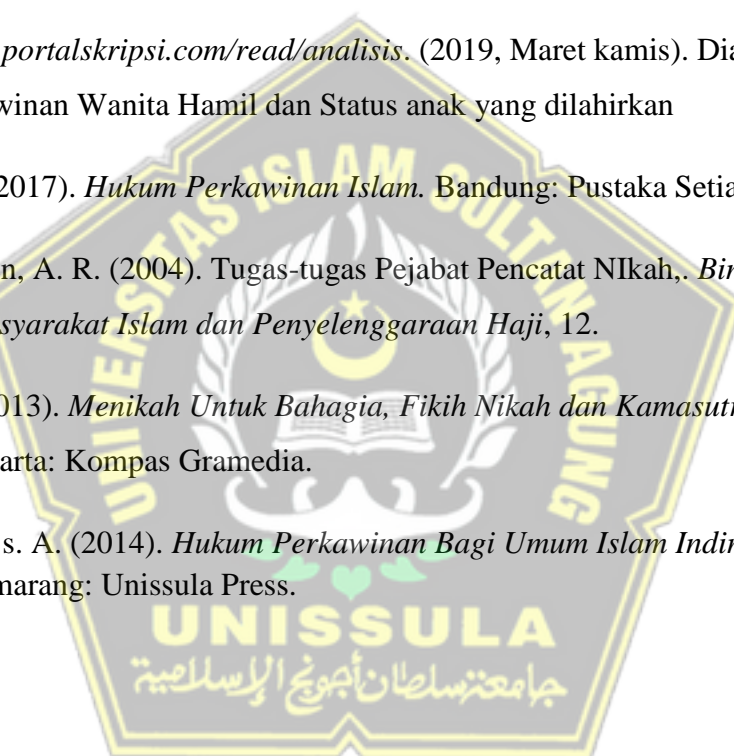 portalskripsi.com/read/analisis. (2019, Maret kamis). Dia
winan Wanita Hamil dan Status anak yang dilahirkan
2017). Hukum Perkawinan Islam. Bandung: Pustaka Setia
n, A. R. (2004). Tugas-tugas Pejabat Pencatat NIkah,. Bin
syarakat Islam dan Penyelenggaraan Haji, 12.
013). Menikah Untuk Bahagia, Fikih Nikah dan Kamasutr
arta: Kompas Gramedia.
s. A. (2014). Hukum Perkawinan Bagi Umum Islam Indin
marang: Unissula Press.
UNIVERSITAS ISLAM SULTAN AGUNG
UNISSULA
جامعة سلطان أجونج الإسلامية